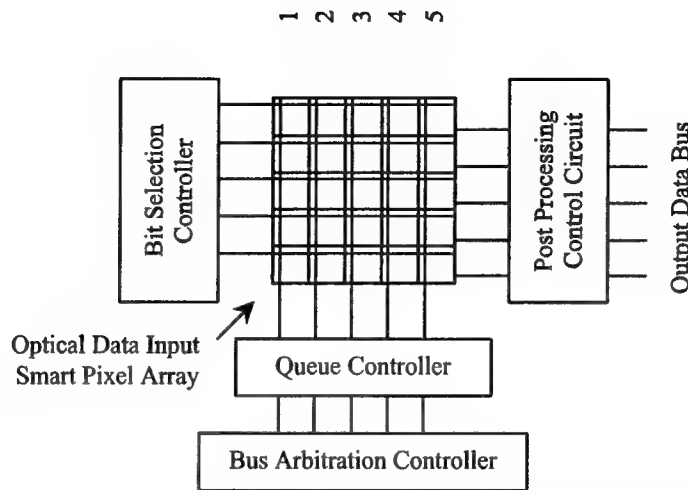 1 2 3 4 5
Bit Selection
Controller
Post Processing
Control Circuit
Output Data Bus
Optical Data Input
Smart Pixel Array
Queue Controller
Bus Arbitration Controller